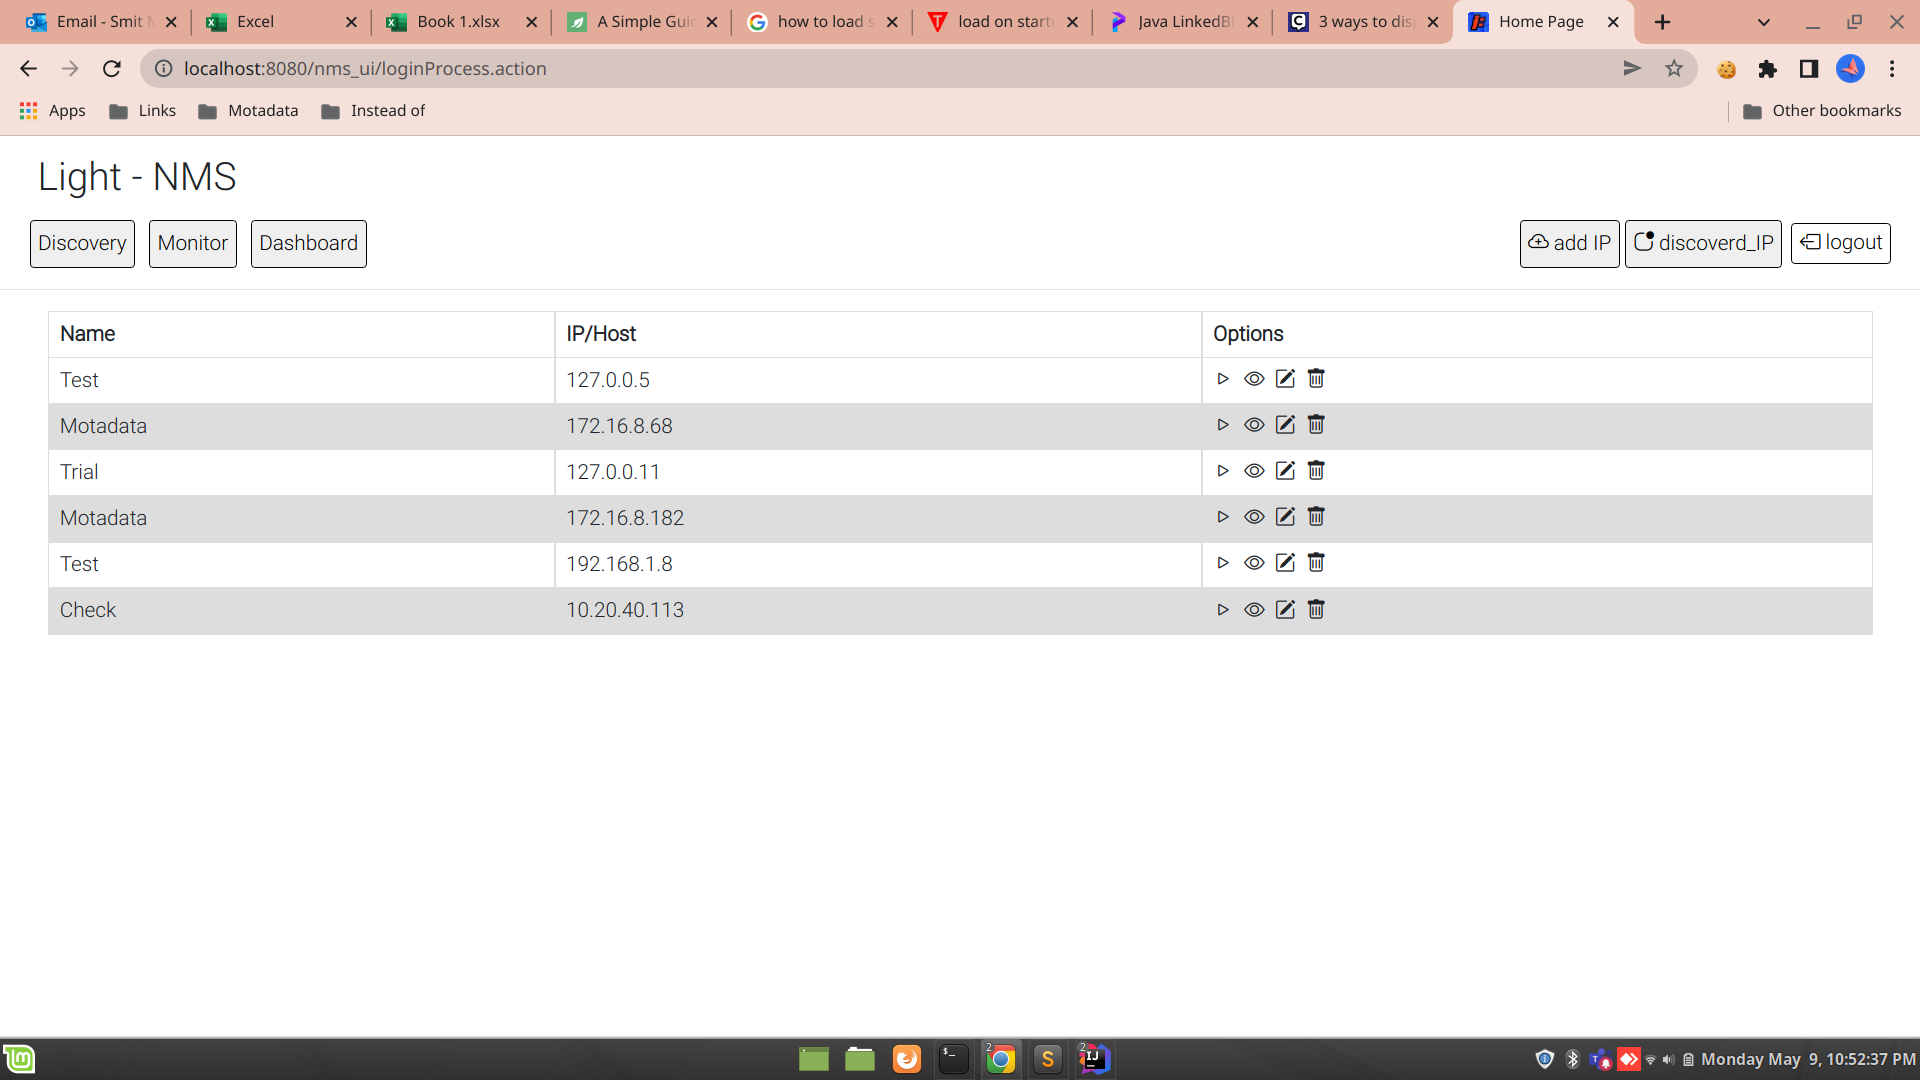 Email - Smit M Excel Book 1.xlsx A Simple Guid how to load s load on startu Java LinkedBl 3 ways to disp Home Page
localhost:8080/nms_ui/loginProcess.action
Apps Links Motadata Instead of Other bookmarks
Light - NMS
Discovery Monitor Dashboard add IP discoverd_IP logout
Name IP/Host Options
Test 127.0.0.5
Motadata 172.16.8.68
Trial 127.0.0.11
Motadata 172.16.8.182
Test 192.168.1.8
Check 10.20.40.113
Monday May 9, 10:52:37 PM